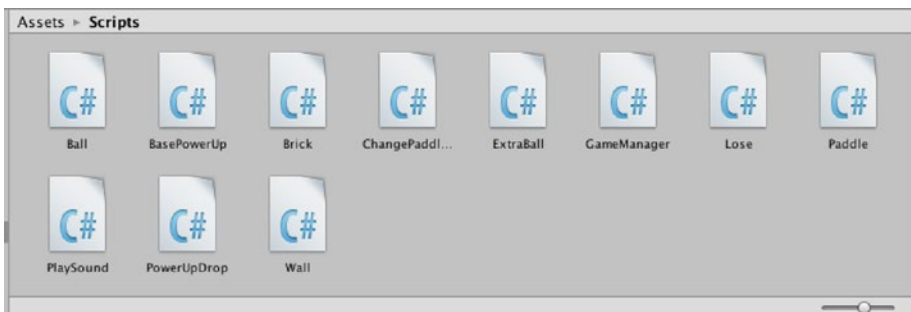 Assets ▸ Scripts
C# C# C# C# C# C# C# C#
Ball BasePowerUp Brick ChangePaddl... ExtraBall GameManager Lose Paddle
C# C# C#
PlaySound PowerUpDrop Wall